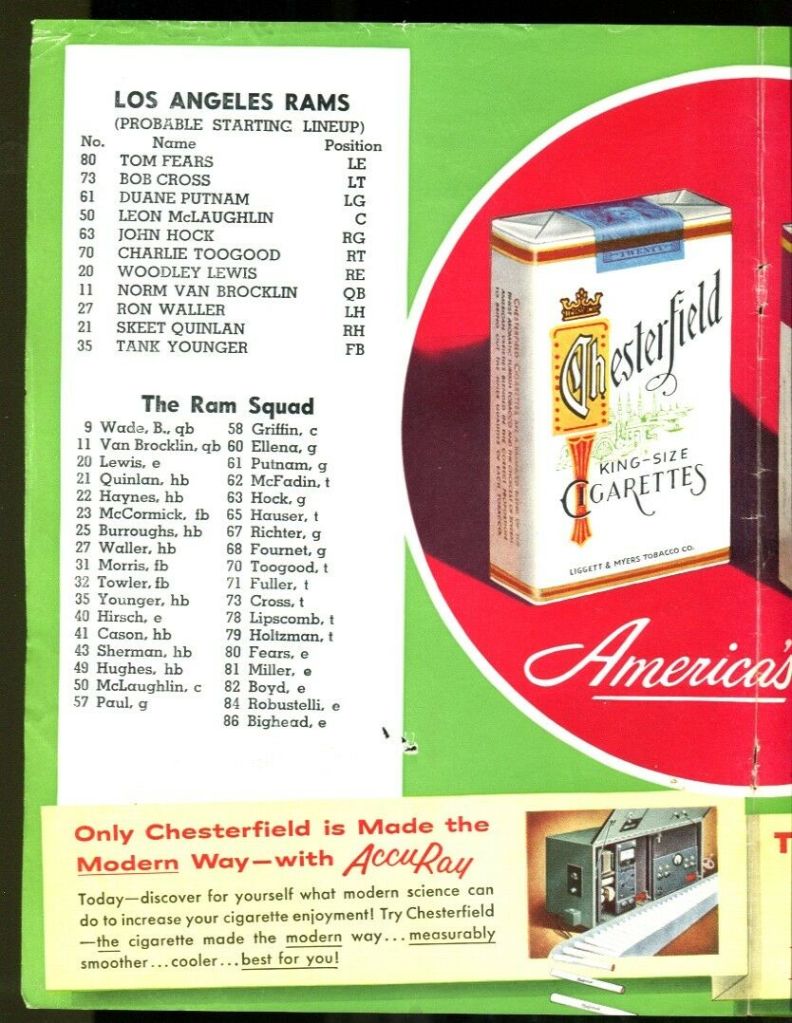 LOS ANGELES RAMS
(PROBABLE STARTING LINEUP)
No. Name Position
80 TOM FEARS LE
73 BOB CROSS LT
61 DUANE PUTNAM LG
50 LEON McLAUGHLIN C
63 JOHN HOCK RG
70 CHARLIE TOOGOOD RT
20 WOODLEY LEWIS RE
11 NORM VAN BROCKLIN QB
27 RON WALLER LH
21 SKEET QUINLAN RH
35 TANK YOUNGER FB
The Ram Squad
9 Wade, B., qb
11 Van Brocklin, qb
20 Lewis, e
21 Quinlan, hb
22 Haynes, hb
23 McCormick, fb
25 Burroughs, hb
27 Waller, hb
31 Morris, fb
32 Towler, fb
35 Younger, hb
40 Hirsch, e
41 Cason, hb
43 Sherman, hb
49 Hughes, hb
50 McLaughlin, c
57 Paul, g
58 Griffin, c
60 Ellena, g
61 Putnam, g
62 McFadin, t
63 Hock, g
65 Hauser, t
67 Richter, g
68 Fournet, g
70 Toogood, t
71 Fuller, t
73 Cross, t
78 Lipscomb, t
79 Holtzman, t
80 Fears, e
81 Miller, e
82 Boyd, e
84 Robustelli, e
86 Bighead, e
TWENTY
Chesterfield
KING-SIZE
CIGARETTES
LIGGETT & MYERS TOBACCO CO.
America's
Only Chesterfield is Made the
Modern Way—with AccuRay
Today—discover for yourself what modern science can
do to increase your cigarette enjoyment! Try Chesterfield
—the cigarette made the modern way...measurably
smoother...cooler...best for you!
T